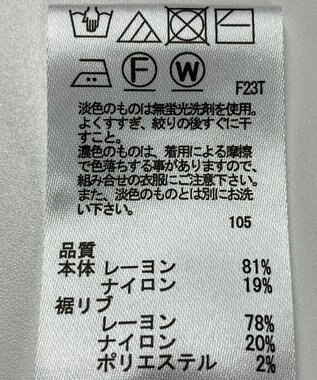 F W
F23T
淡色のものは無蛍光洗剤を使用。
よくすすぎ、絞りの後すぐに干
すこと。
濃色のものは、着用による摩擦
で色落ちする事がありますので、
組み合せの衣服にご注意下さい。
また、淡色のものとは別にお洗
い下さい。
105
品質
本体 レーヨン 81%
ナイロン 19%
裾リブ
レーヨン 78%
ナイロン 20%
ポリエステル 2%